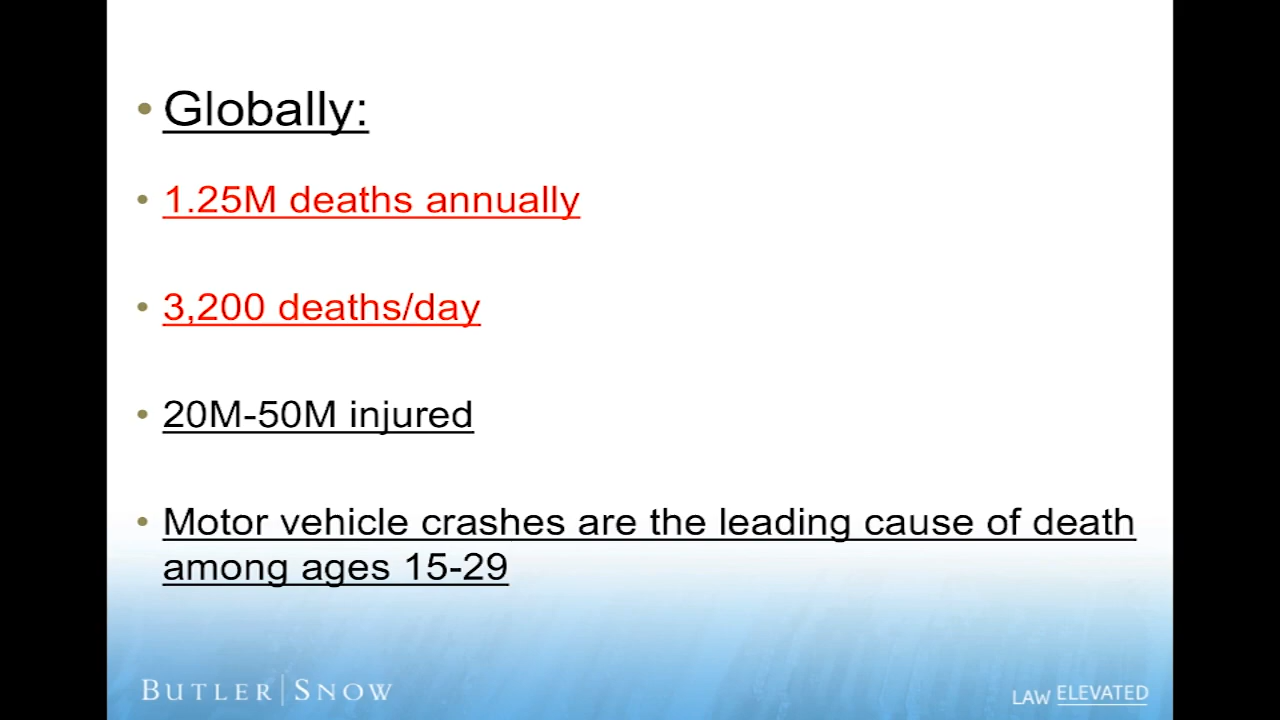 • Globally:
• 1.25M deaths annually
• 3,200 deaths/day
• 20M-50M injured
• Motor vehicle crashes are the leading cause of death
among ages 15-29
BUTLER | SNOW
LAW ELEVATED